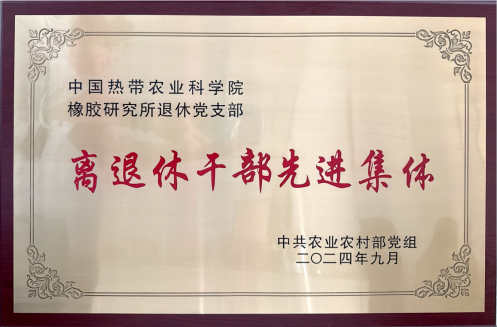 中国热带农业科学院
橡胶研究所退休党支部
离退休干部先进集体
中共农业农村部党组
二〇二四年九月